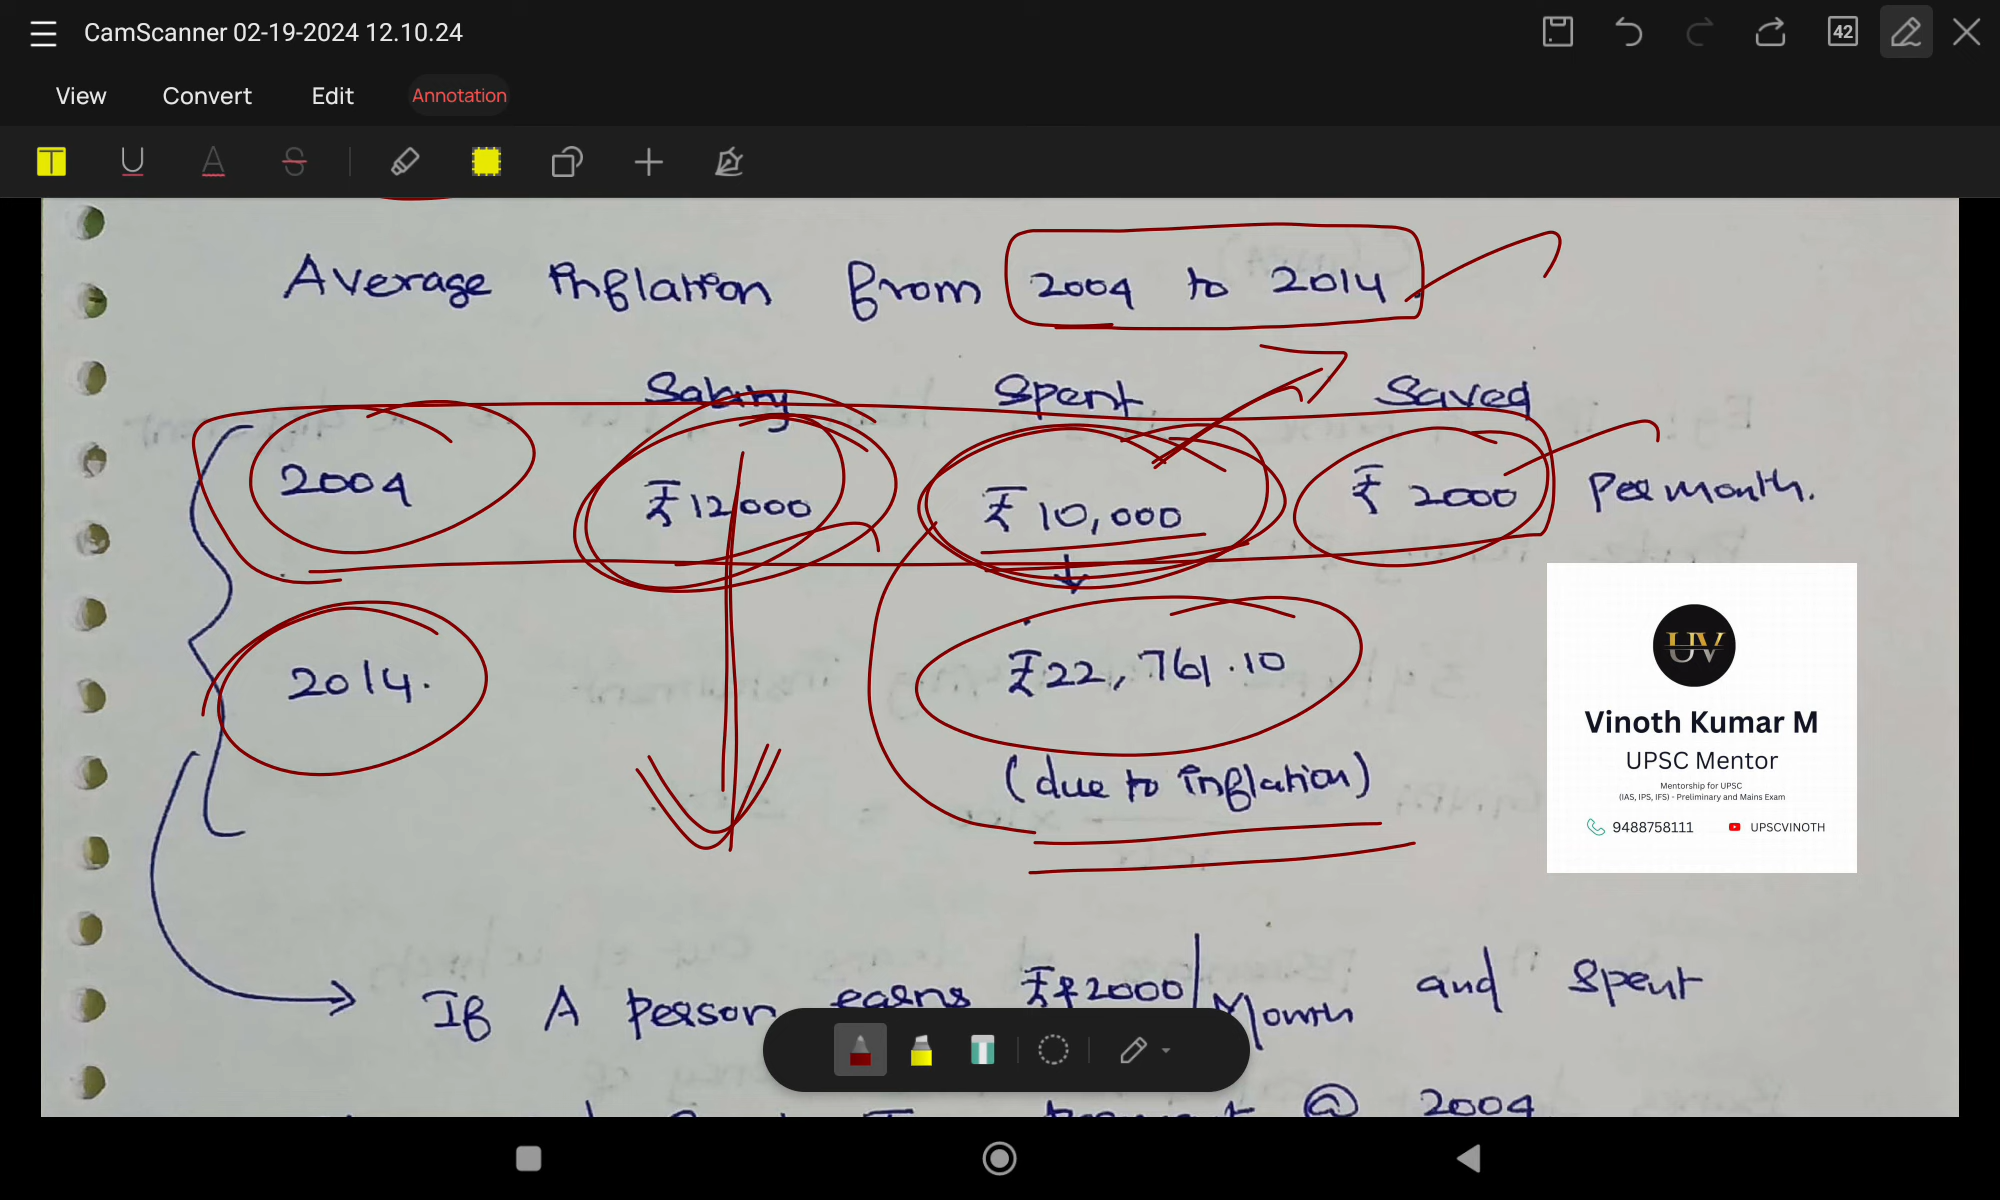 CamScanner 02-19-2024 12.10.24
42
View Convert Edit Annotation
T U A S
Average inflation from 2004 to 2014.
Salary Spent Saved
2004 ₹12000 ₹10,000 ₹ 2000 Per month.
2014. ₹22,761.10
(due to inflation)
UV
Vinoth Kumar M
UPSC Mentor
Mentorship for UPSC
(IAS, IPS, IFS) - Preliminary and Mains Exam
9488758111 UPSCVINOTH
If A person earns ₹12000/Month and Spent
@ 2004